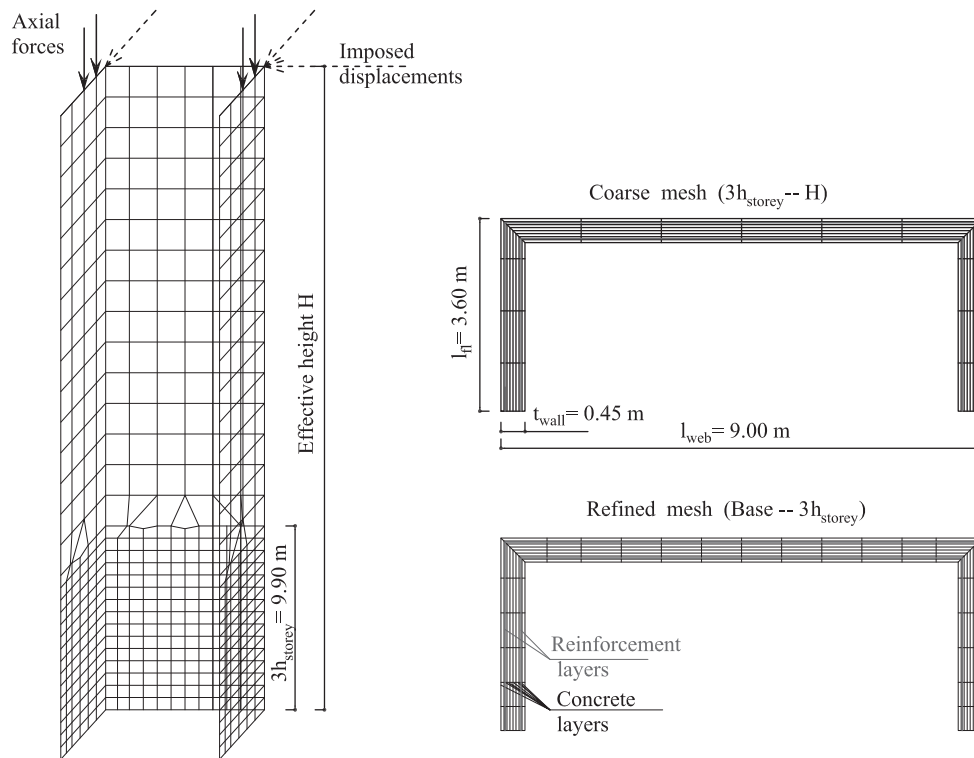 Axial
forces
Imposed
displacements
Effective height H
3h_storey = 9.90 m
Coarse mesh (3h_storey -- H)
l_fl = 3.60 m
t_wall = 0.45 m
l_web = 9.00 m
Refined mesh (Base -- 3h_storey)
Reinforcement
layers
Concrete
layers